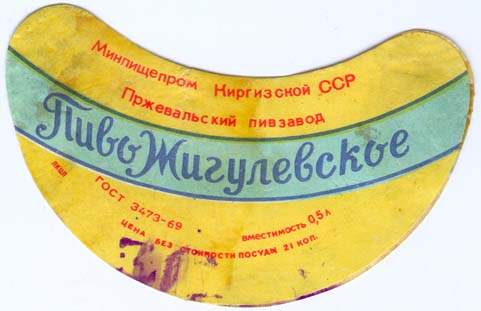 Минпищепром Киргизской ССР
Пржевальский пивзавод
Пиво Жигулевское
ГОСТ 3473-69
вместимость 0,5 л
ЦЕНА БЕЗ СТОИМОСТИ ПОСУДЫ 21 КОП.